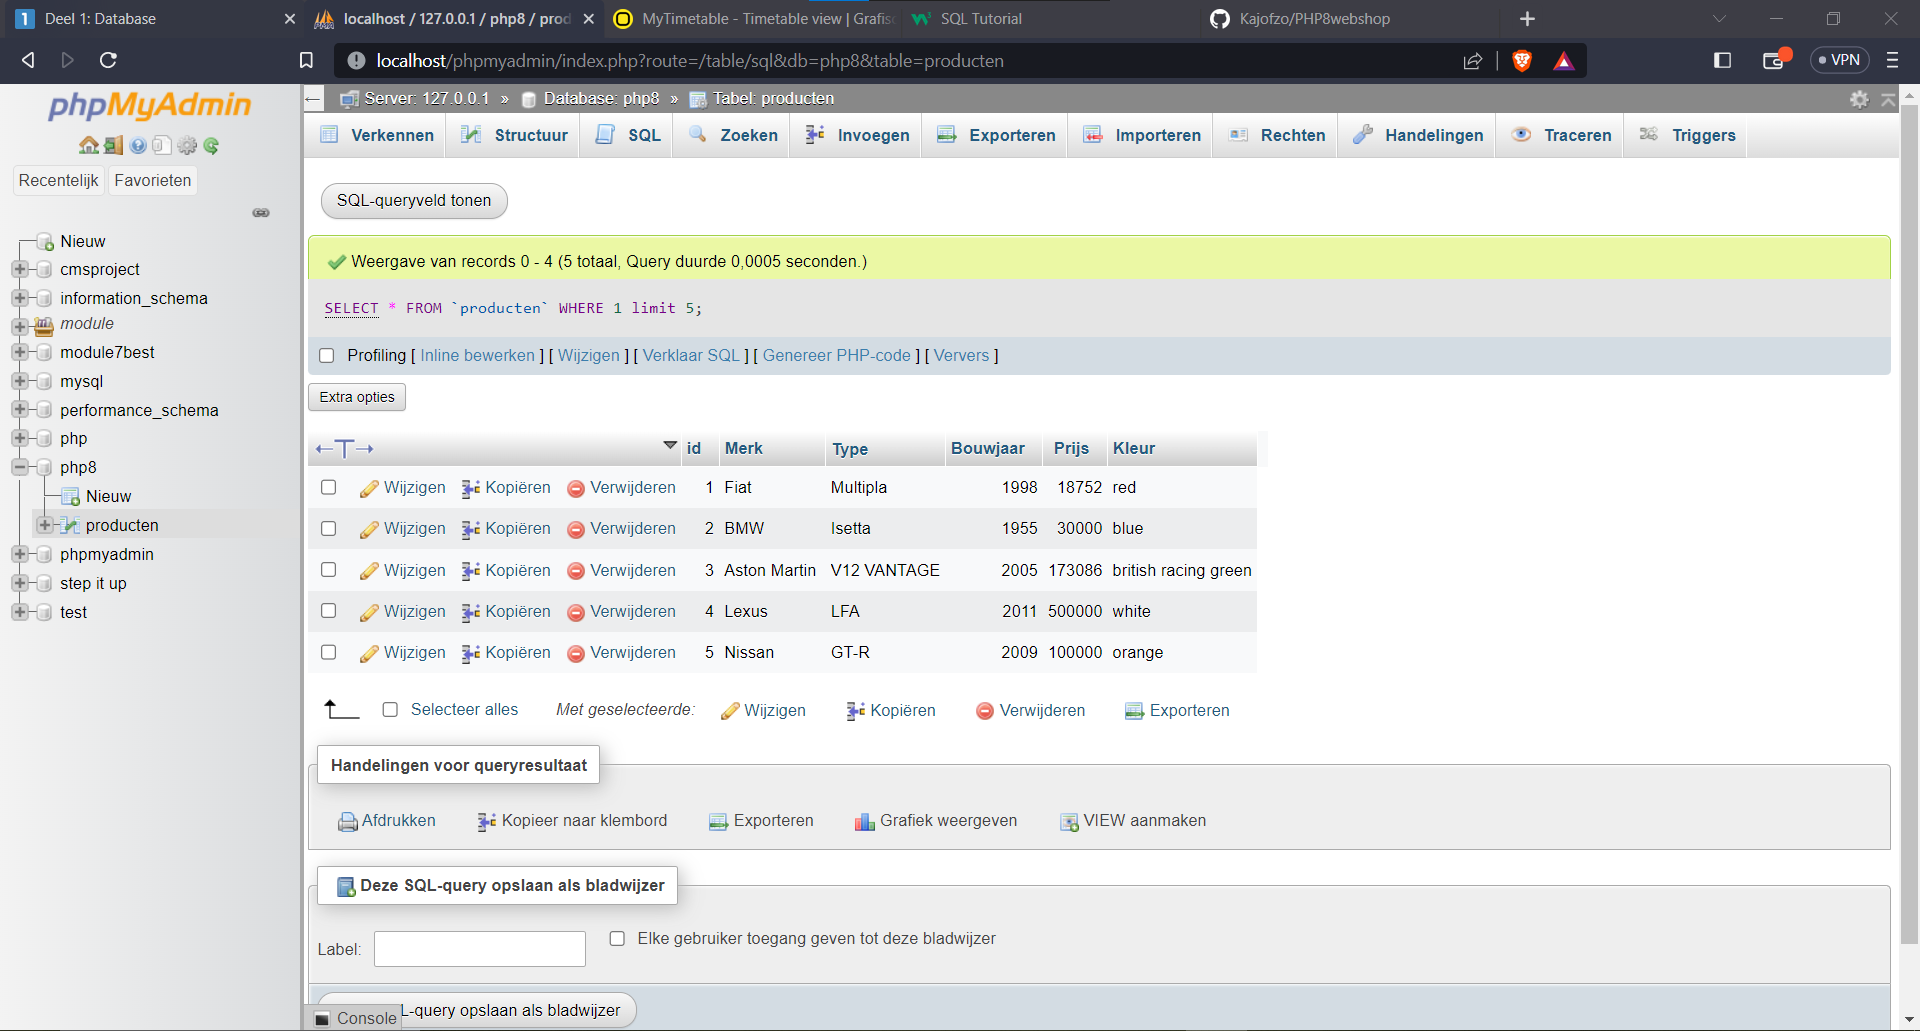 Deel 1: Database
localhost / 127.0.0.1 / php8 / prod
MyTimetable - Timetable view | Grafis
SQL Tutorial
Kajofzo/PHP8webshop
localhost/phpmyadmin/index.php?route=/table/sql&db=php8&table=producten
VPN
phpMyAdmin
Recentelijk
Favorieten
Nieuw
cmsproject
information_schema
module
module7best
mysql
performance_schema
php
php8
Nieuw
producten
phpmyadmin
step it up
test
Server: 127.0.0.1 » Database: php8 » Tabel: producten
Verkennen Structuur SQL Zoeken Invoegen Exporteren Importeren Rechten Handelingen Traceren Triggers
SQL-queryveld tonen
Weergave van records 0 - 4 (5 totaal, Query duurde 0,0005 seconden.)
SELECT * FROM `producten` WHERE 1 limit 5;
Profiling [ Inline bewerken ] [ Wijzigen ] [ Verklaar SQL ] [ Genereer PHP-code ] [ Ververs ]
Extra opties
id Merk Type Bouwjaar Prijs Kleur
Wijzigen Kopiëren Verwijderen 1 Fiat Multipla 1998 18752 red
Wijzigen Kopiëren Verwijderen 2 BMW Isetta 1955 30000 blue
Wijzigen Kopiëren Verwijderen 3 Aston Martin V12 VANTAGE 2005 173086 british racing green
Wijzigen Kopiëren Verwijderen 4 Lexus LFA 2011 500000 white
Wijzigen Kopiëren Verwijderen 5 Nissan GT-R 2009 100000 orange
Selecteer alles Met geselecteerde: Wijzigen Kopiëren Verwijderen Exporteren
Handelingen voor queryresultaat
Afdrukken Kopieer naar klembord Exporteren Grafiek weergeven VIEW aanmaken
Deze SQL-query opslaan als bladwijzer
Label:
Elke gebruiker toegang geven tot deze bladwijzer
L-query opslaan als bladwijzer
Console